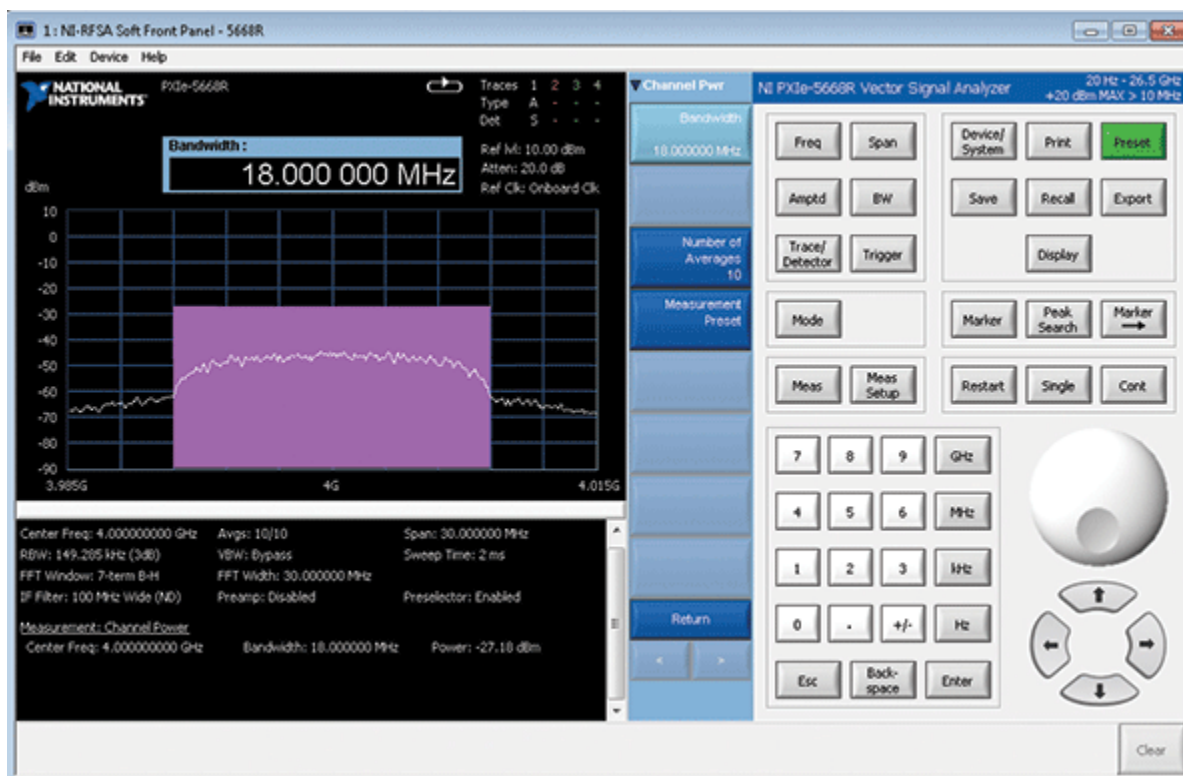 1: NI-RFSA Soft Front Panel - 5668R
File Edit Device Help
NATIONAL INSTRUMENTS
PXIe-5668R
Traces 1 2 3 4
Type A - - -
Det S - - -
Bandwidth :
18.000 000 MHz
Ref lvl: 10.00 dBm
Atten: 20.0 dB
Ref Clk: Onboard Clk
dBm
10
0
-10
-20
-30
-40
-50
-60
-70
-80
-90
3.985G 4G 4.015G
Center Freq: 4.000000000 GHz Avgs: 10/10 Span: 30.000000 MHz
RBW: 149.285 kHz (3dB) VBW: Bypass Sweep Time: 2 ms
FFT Window: 7-term B-H FFT Width: 30.000000 MHz
IF Filter: 100 MHz Wide (ND) Preamp: Disabled Preselector: Enabled
Measurement: Channel Power
Center Freq: 4.000000000 GHz Bandwidth: 18.000000 MHz Power: -27.18 dBm
Channel Pwr
Bandwidth
18.000000 MHz
Number of
Averages
10
Measurement
Preset
Return
< >
NI PXIe-5668R Vector Signal Analyzer
20 Hz - 26.5 GHz
+20 dBm MAX > 10 MHz
Freq Span
Device/
System
Print Preset
Amptd BW Save Recall Export
Trace/
Detector
Trigger Display
Mode Marker
Peak
Search
Marker
→
Meas
Meas
Setup
Restart Single Cont
7 8 9 GHz
4 5 6 MHz
1 2 3 kHz
0 . +/- Hz
Esc
Back-
space
Enter
Clear